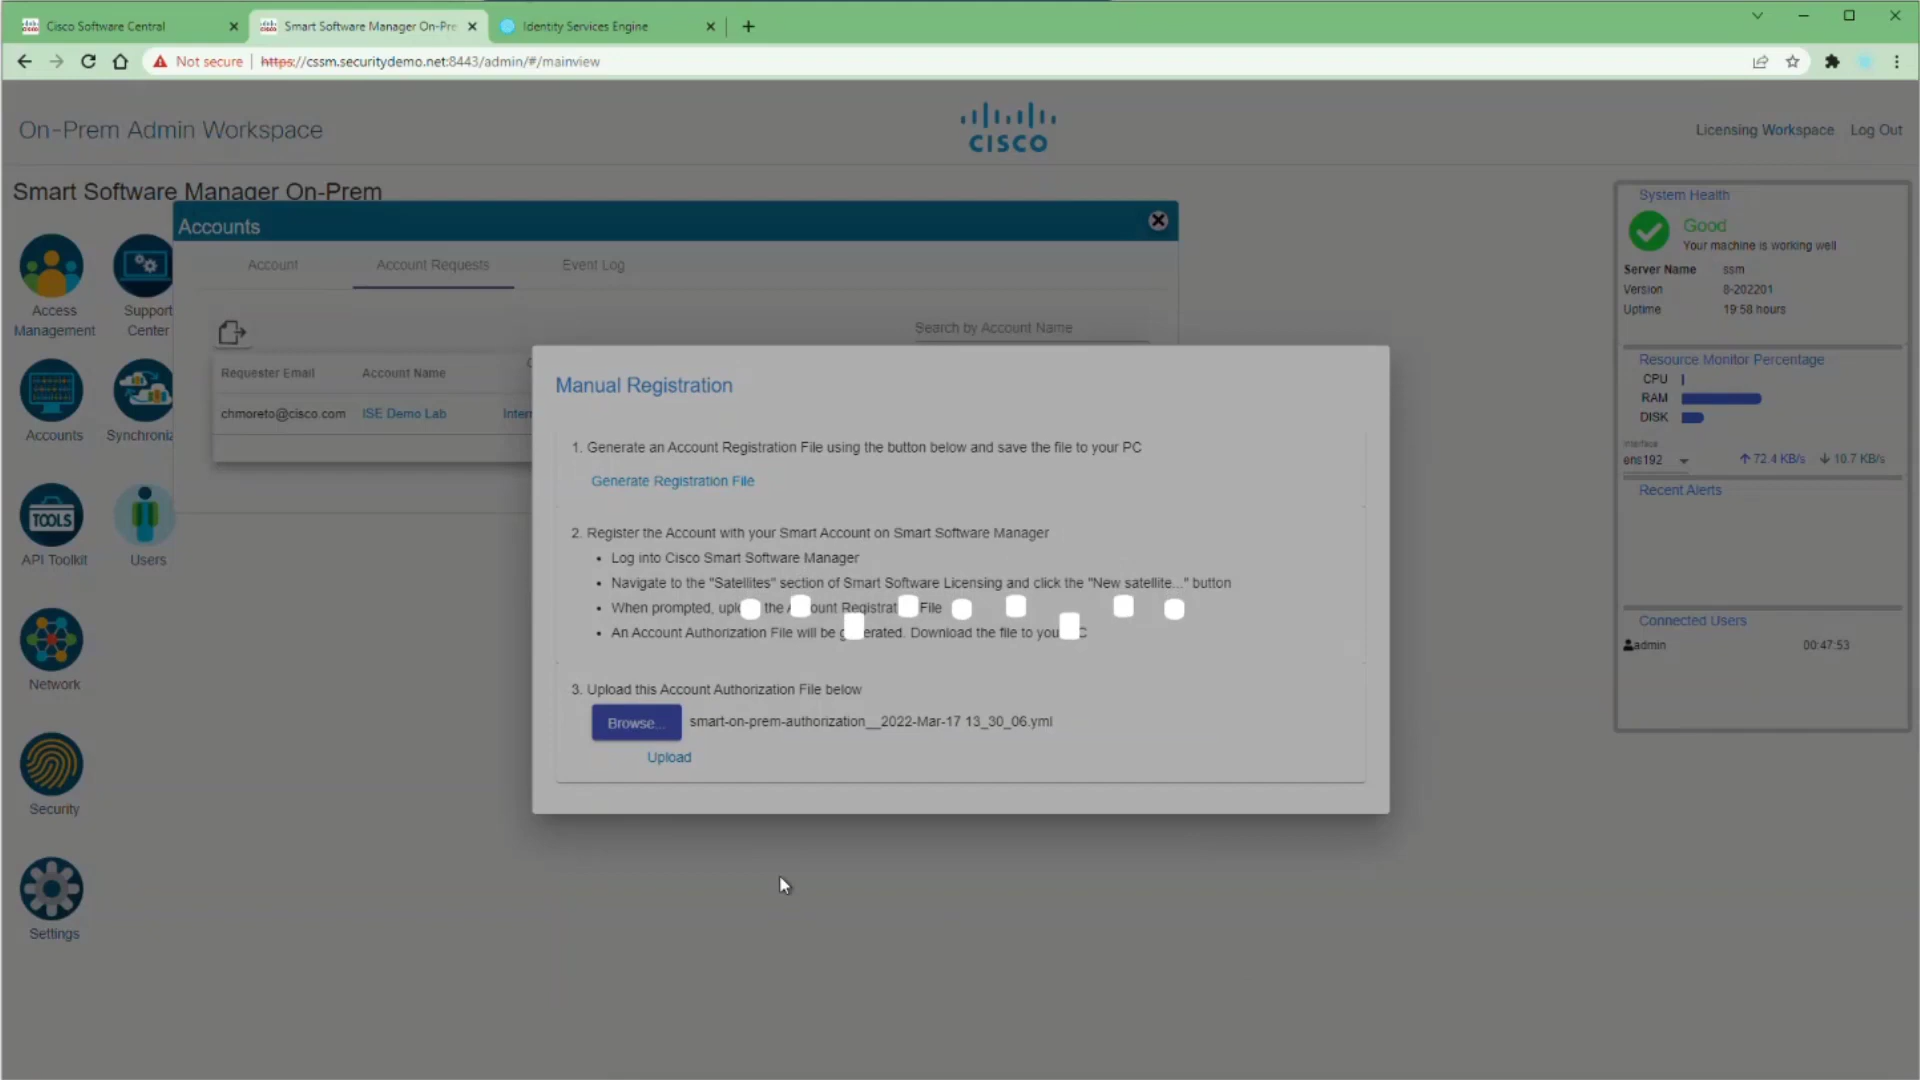 Cisco Software Central
Smart Software Manager On-Pre
Identity Services Engine
Not secure
https://cssm.securitydemo.net:8443/admin/#/mainview
On-Prem Admin Workspace
CISCO
Licensing Workspace
Log Out
Smart Software Manager On-Prem
Access Management
Support Center
Accounts
Synchroniz
API Toolkit
TOOLS
Users
Network
Security
Settings
Accounts
Account
Account Requests
Event Log
Search by Account Name
Requester Email
Account Name
chmoreto@cisco.com
ISE Demo Lab
Intern
Manual Registration
1. Generate an Account Registration File using the button below and save the file to your PC
Generate Registration File
2. Register the Account with your Smart Account on Smart Software Manager
• Log into Cisco Smart Software Manager
• Navigate to the "Satellites" section of Smart Software Licensing and click the "New satellite..." button
• When prompted, the File
• An Account Authorization File will be Download the file to
3. Upload this Account Authorization File below
Browse... smart-on-prem-authorization__2022-Mar-17 13_30_06.yml
Upload
System Health
Good
Your machine is working well
Server Name ssm
Version 8-202201
Uptime 19:58 hours
Resource Monitor Percentage
CPU
RAM
DISK
Interface
ens192 72.4 KB/s 10.7 KB/s
Recent Alerts
Connected Users
admin 00:47:53